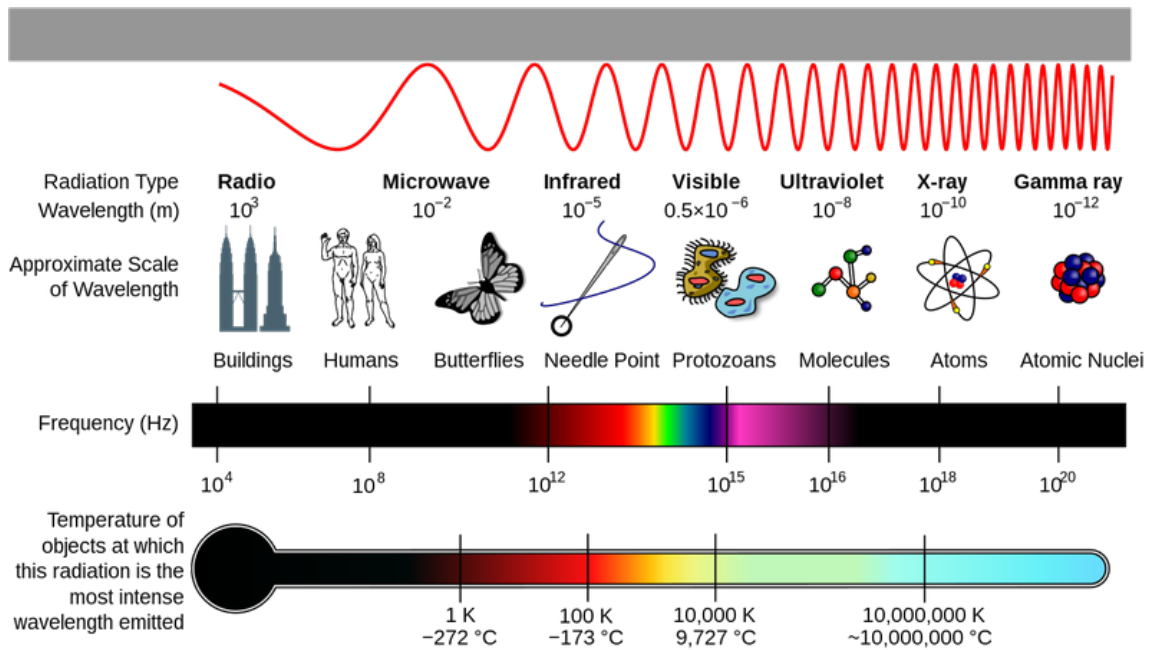 Radiation Type Radio Microwave Infrared Visible Ultraviolet X-ray Gamma ray
Wavelength (m) 10³ 10⁻² 10⁻⁵ 0.5×10⁻⁶ 10⁻⁸ 10⁻¹⁰ 10⁻¹²
Approximate Scale
of Wavelength
Buildings Humans Butterflies Needle Point Protozoans Molecules Atoms Atomic Nuclei
Frequency (Hz)
10⁴ 10⁸ 10¹² 10¹⁵ 10¹⁶ 10¹⁸ 10²⁰
Temperature of
objects at which
this radiation is the
most intense
wavelength emitted
1 K 100 K 10,000 K 10,000,000 K
−272 °C −173 °C 9,727 °C ~10,000,000 °C